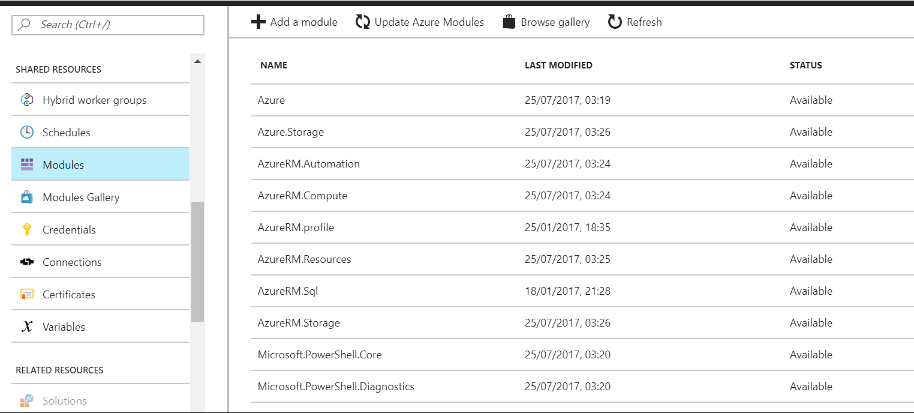 Search (Ctrl+/)
SHARED RESOURCES
Hybrid worker groups
Schedules
Modules
Modules Gallery
Credentials
Connections
Certificates
Variables
RELATED RESOURCES
Solutions
Add a module Update Azure Modules Browse gallery Refresh
NAME LAST MODIFIED STATUS
Azure 25/07/2017, 03:19 Available
Azure.Storage 25/07/2017, 03:26 Available
AzureRM.Automation 25/07/2017, 03:24 Available
AzureRM.Compute 25/07/2017, 03:24 Available
AzureRM.profile 25/01/2017, 18:35 Available
AzureRM.Resources 25/07/2017, 03:25 Available
AzureRM.Sql 18/01/2017, 21:28 Available
AzureRM.Storage 25/07/2017, 03:26 Available
Microsoft.PowerShell.Core 25/07/2017, 03:20 Available
Microsoft.PowerShell.Diagnostics 25/07/2017, 03:20 Available